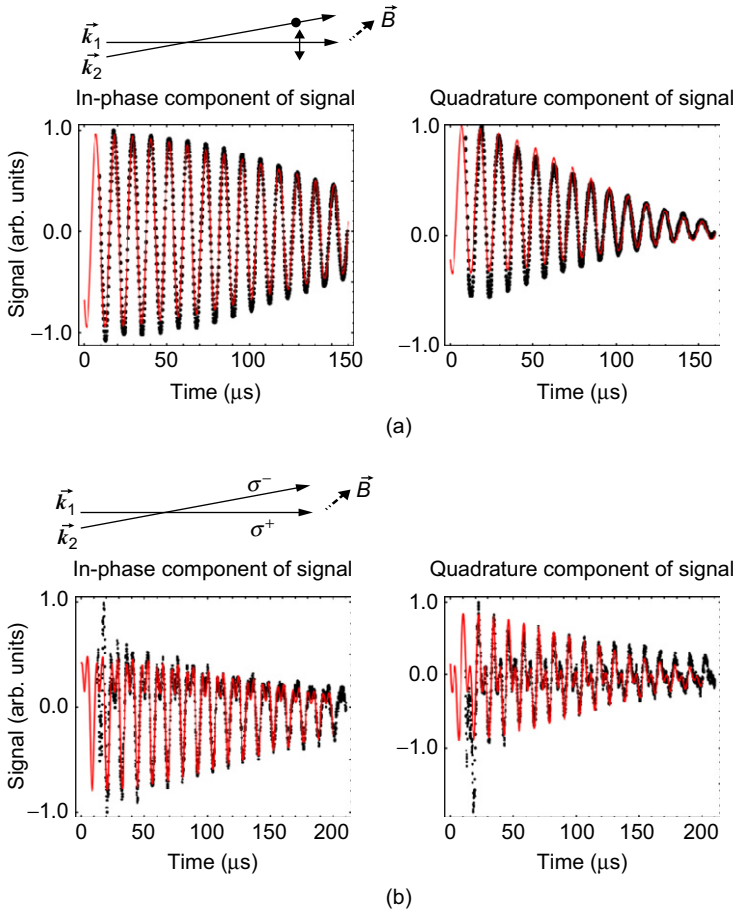 k⃗1
k⃗2
B⃗
In-phase component of signal
Quadrature component of signal
Signal (arb. units)
1.0
0.0
−1.0
0 50 100 150
Time (μs)
1.0
0.0
−1.0
0 50 100 150
Time (μs)
(a)
k⃗1
k⃗2
σ−
σ+
B⃗
In-phase component of signal
Quadrature component of signal
Signal (arb. units)
1.0
0.0
−1.0
0 50 100 150 200
Time (μs)
1.0
0.0
−1.0
0 50 100 150 200
Time (μs)
(b)